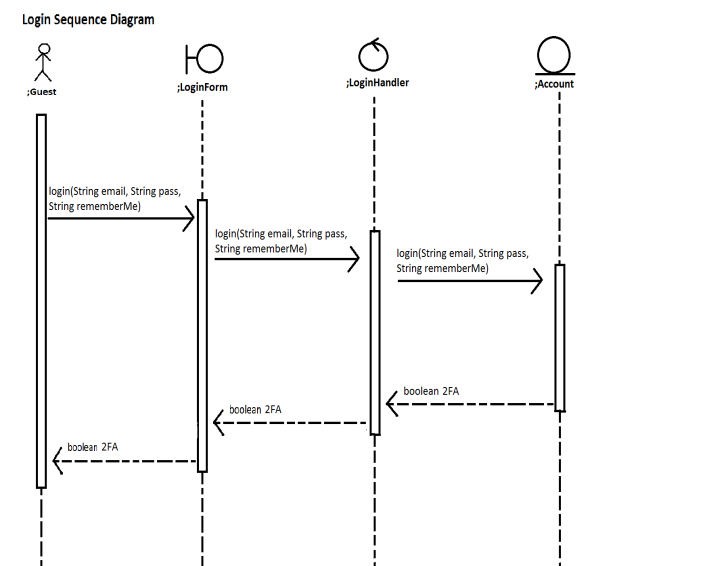 Login Sequence Diagram
;Guest
;LoginForm
;LoginHandler
;Account
login(String email, String pass,
String rememberMe)
login(String email, String pass,
String rememberMe)
login(String email, String pass,
String rememberMe)
boolean 2FA
boolean 2FA
boolean 2FA